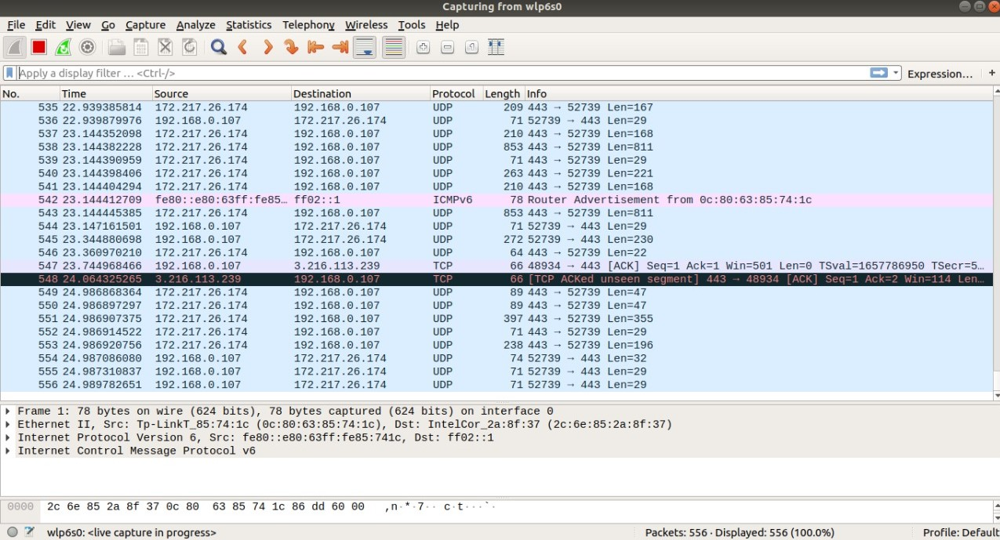 Capturing from wlp6s0
File Edit View Go Capture Analyze Statistics Telephony Wireless Tools Help
Apply a display filter … <Ctrl-/> Expression… +
No. Time Source Destination Protocol Length Info
535 22.939385814 172.217.26.174 192.168.0.107 UDP 209 443 → 52739 Len=167
536 22.939879976 192.168.0.107 172.217.26.174 UDP 71 52739 → 443 Len=29
537 23.144352098 172.217.26.174 192.168.0.107 UDP 210 443 → 52739 Len=168
538 23.144382228 172.217.26.174 192.168.0.107 UDP 853 443 → 52739 Len=811
539 23.144390959 172.217.26.174 192.168.0.107 UDP 71 443 → 52739 Len=29
540 23.144398406 172.217.26.174 192.168.0.107 UDP 263 443 → 52739 Len=221
541 23.144404294 172.217.26.174 192.168.0.107 UDP 210 443 → 52739 Len=168
542 23.144412709 fe80::e80:63ff:fe85… ff02::1 ICMPv6 78 Router Advertisement from 0c:80:63:85:74:1c
543 23.144445385 172.217.26.174 192.168.0.107 UDP 853 443 → 52739 Len=811
544 23.147161501 192.168.0.107 172.217.26.174 UDP 71 52739 → 443 Len=29
545 23.344880698 192.168.0.107 172.217.26.174 UDP 272 52739 → 443 Len=230
546 23.360970210 172.217.26.174 192.168.0.107 UDP 64 443 → 52739 Len=22
547 23.744968466 192.168.0.107 3.216.113.239 TCP 66 48934 → 443 [ACK] Seq=1 Ack=1 Win=501 Len=0 TSval=1657786950 TSecr=5…
548 24.064325265 3.216.113.239 192.168.0.107 TCP 66 [TCP ACKed unseen segment] 443 → 48934 [ACK] Seq=1 Ack=2 Win=114 Len…
549 24.986868364 172.217.26.174 192.168.0.107 UDP 89 443 → 52739 Len=47
550 24.986897297 172.217.26.174 192.168.0.107 UDP 89 443 → 52739 Len=47
551 24.986907375 172.217.26.174 192.168.0.107 UDP 397 443 → 52739 Len=355
552 24.986914522 172.217.26.174 192.168.0.107 UDP 71 443 → 52739 Len=29
553 24.986920756 172.217.26.174 192.168.0.107 UDP 238 443 → 52739 Len=196
554 24.987086080 192.168.0.107 172.217.26.174 UDP 74 52739 → 443 Len=32
555 24.987310837 192.168.0.107 172.217.26.174 UDP 71 52739 → 443 Len=29
556 24.989782651 192.168.0.107 172.217.26.174 UDP 71 52739 → 443 Len=29
Frame 1: 78 bytes on wire (624 bits), 78 bytes captured (624 bits) on interface 0
Ethernet II, Src: Tp-LinkT_85:74:1c (0c:80:63:85:74:1c), Dst: IntelCor_2a:8f:37 (2c:6e:85:2a:8f:37)
Internet Protocol Version 6, Src: fe80::e80:63ff:fe85:741c, Dst: ff02::1
Internet Control Message Protocol v6
0000 2c 6e 85 2a 8f 37 0c 80 63 85 74 1c 86 dd 60 00 ,n·*·7·· c·t···`·
wlp6s0: <live capture in progress> Packets: 556 · Displayed: 556 (100.0%) Profile: Default